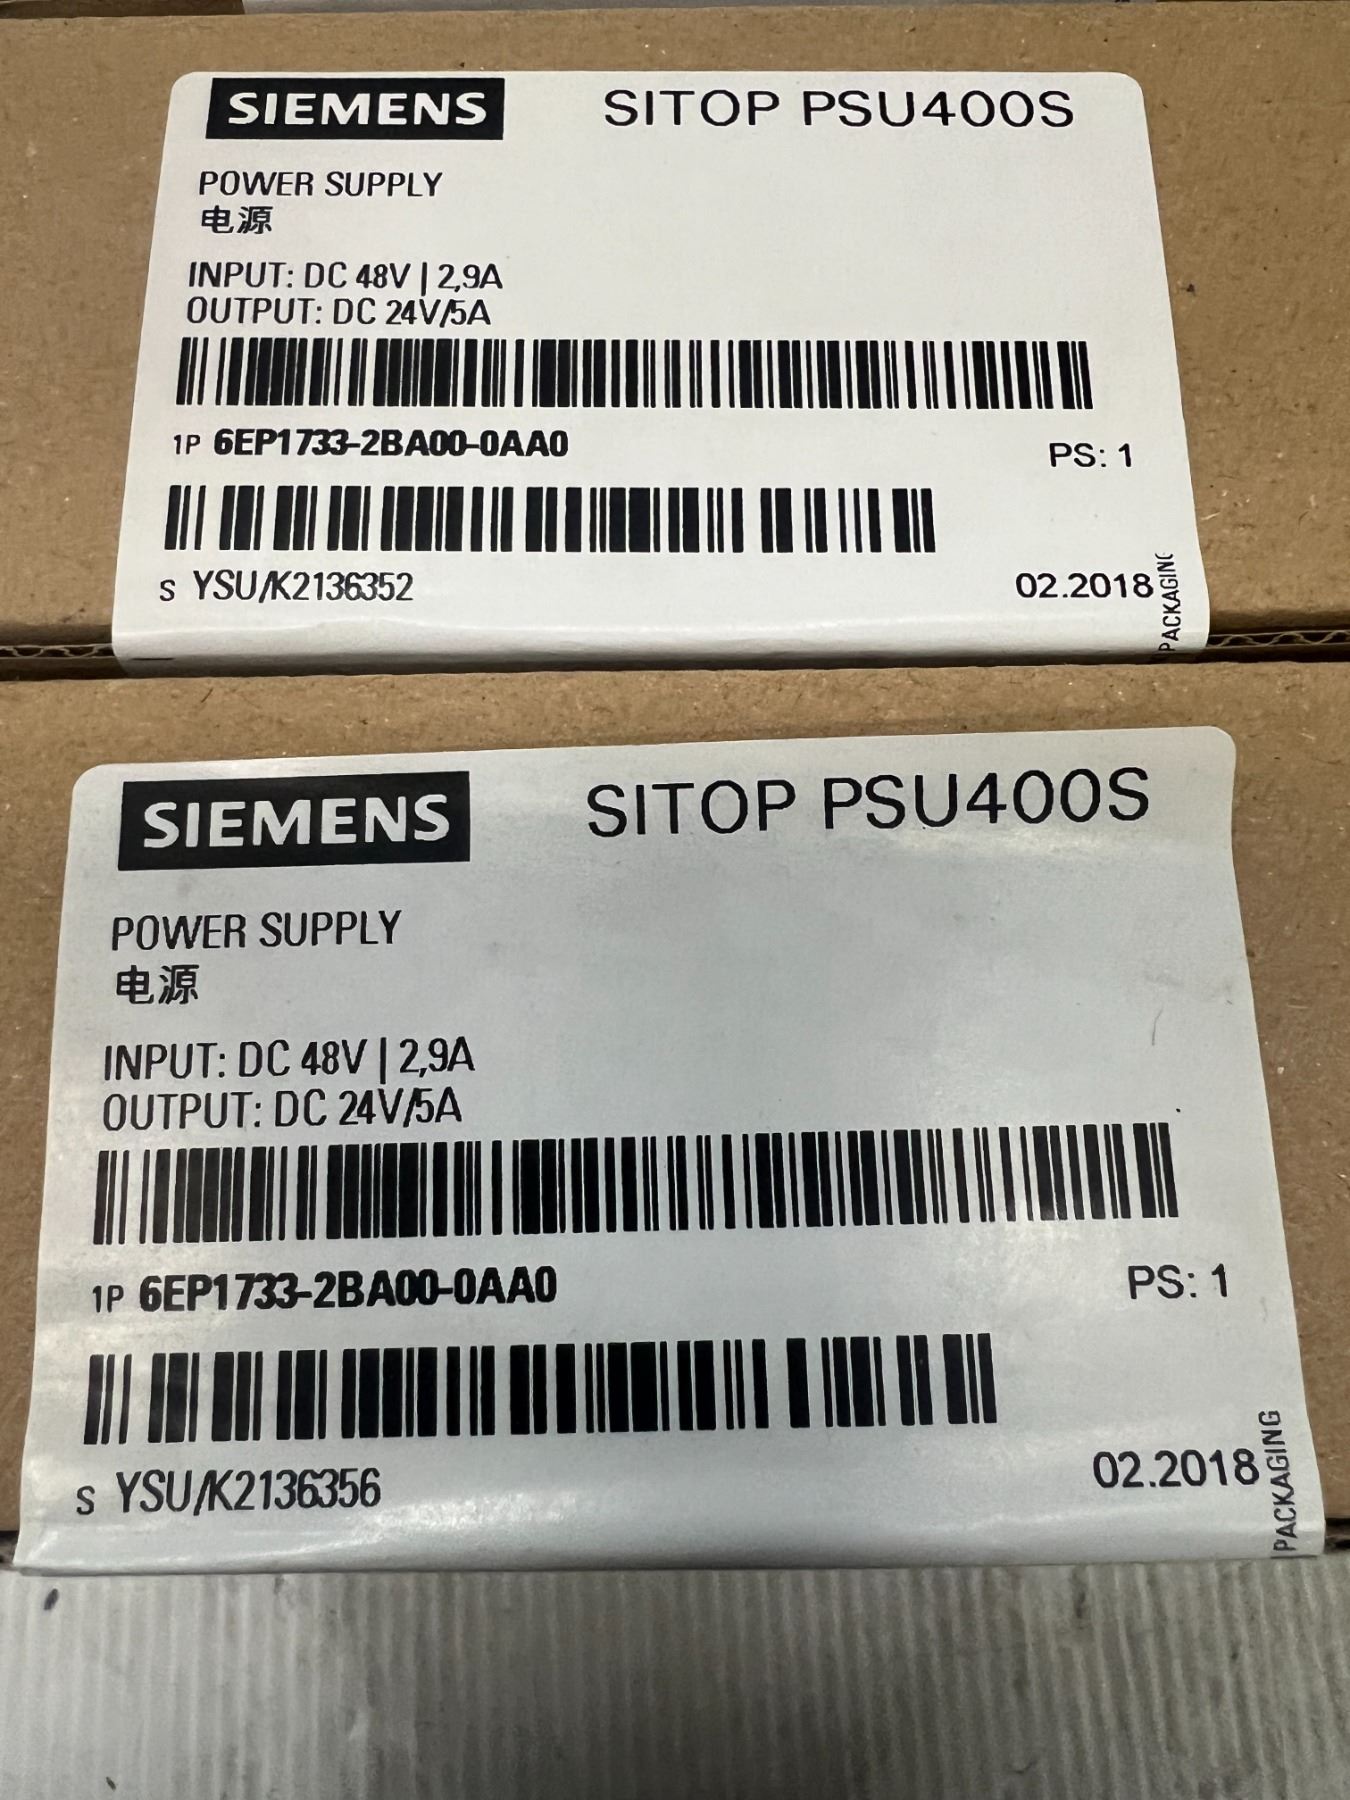 SIEMENS SITOP PSU400S
POWER SUPPLY
电源
INPUT: DC 48V | 2,9A
OUTPUT: DC 24V/5A
1P 6EP1733-2BA00-0AA0
PS: 1
S YSU/K2136352
02.2018
PACKAGING
SIEMENS SITOP PSU400S
POWER SUPPLY
电源
INPUT: DC 48V | 2,9A
OUTPUT: DC 24V/5A
1P 6EP1733-2BA00-0AA0
PS: 1
S YSU/K2136356
02.2018
PACKAGING